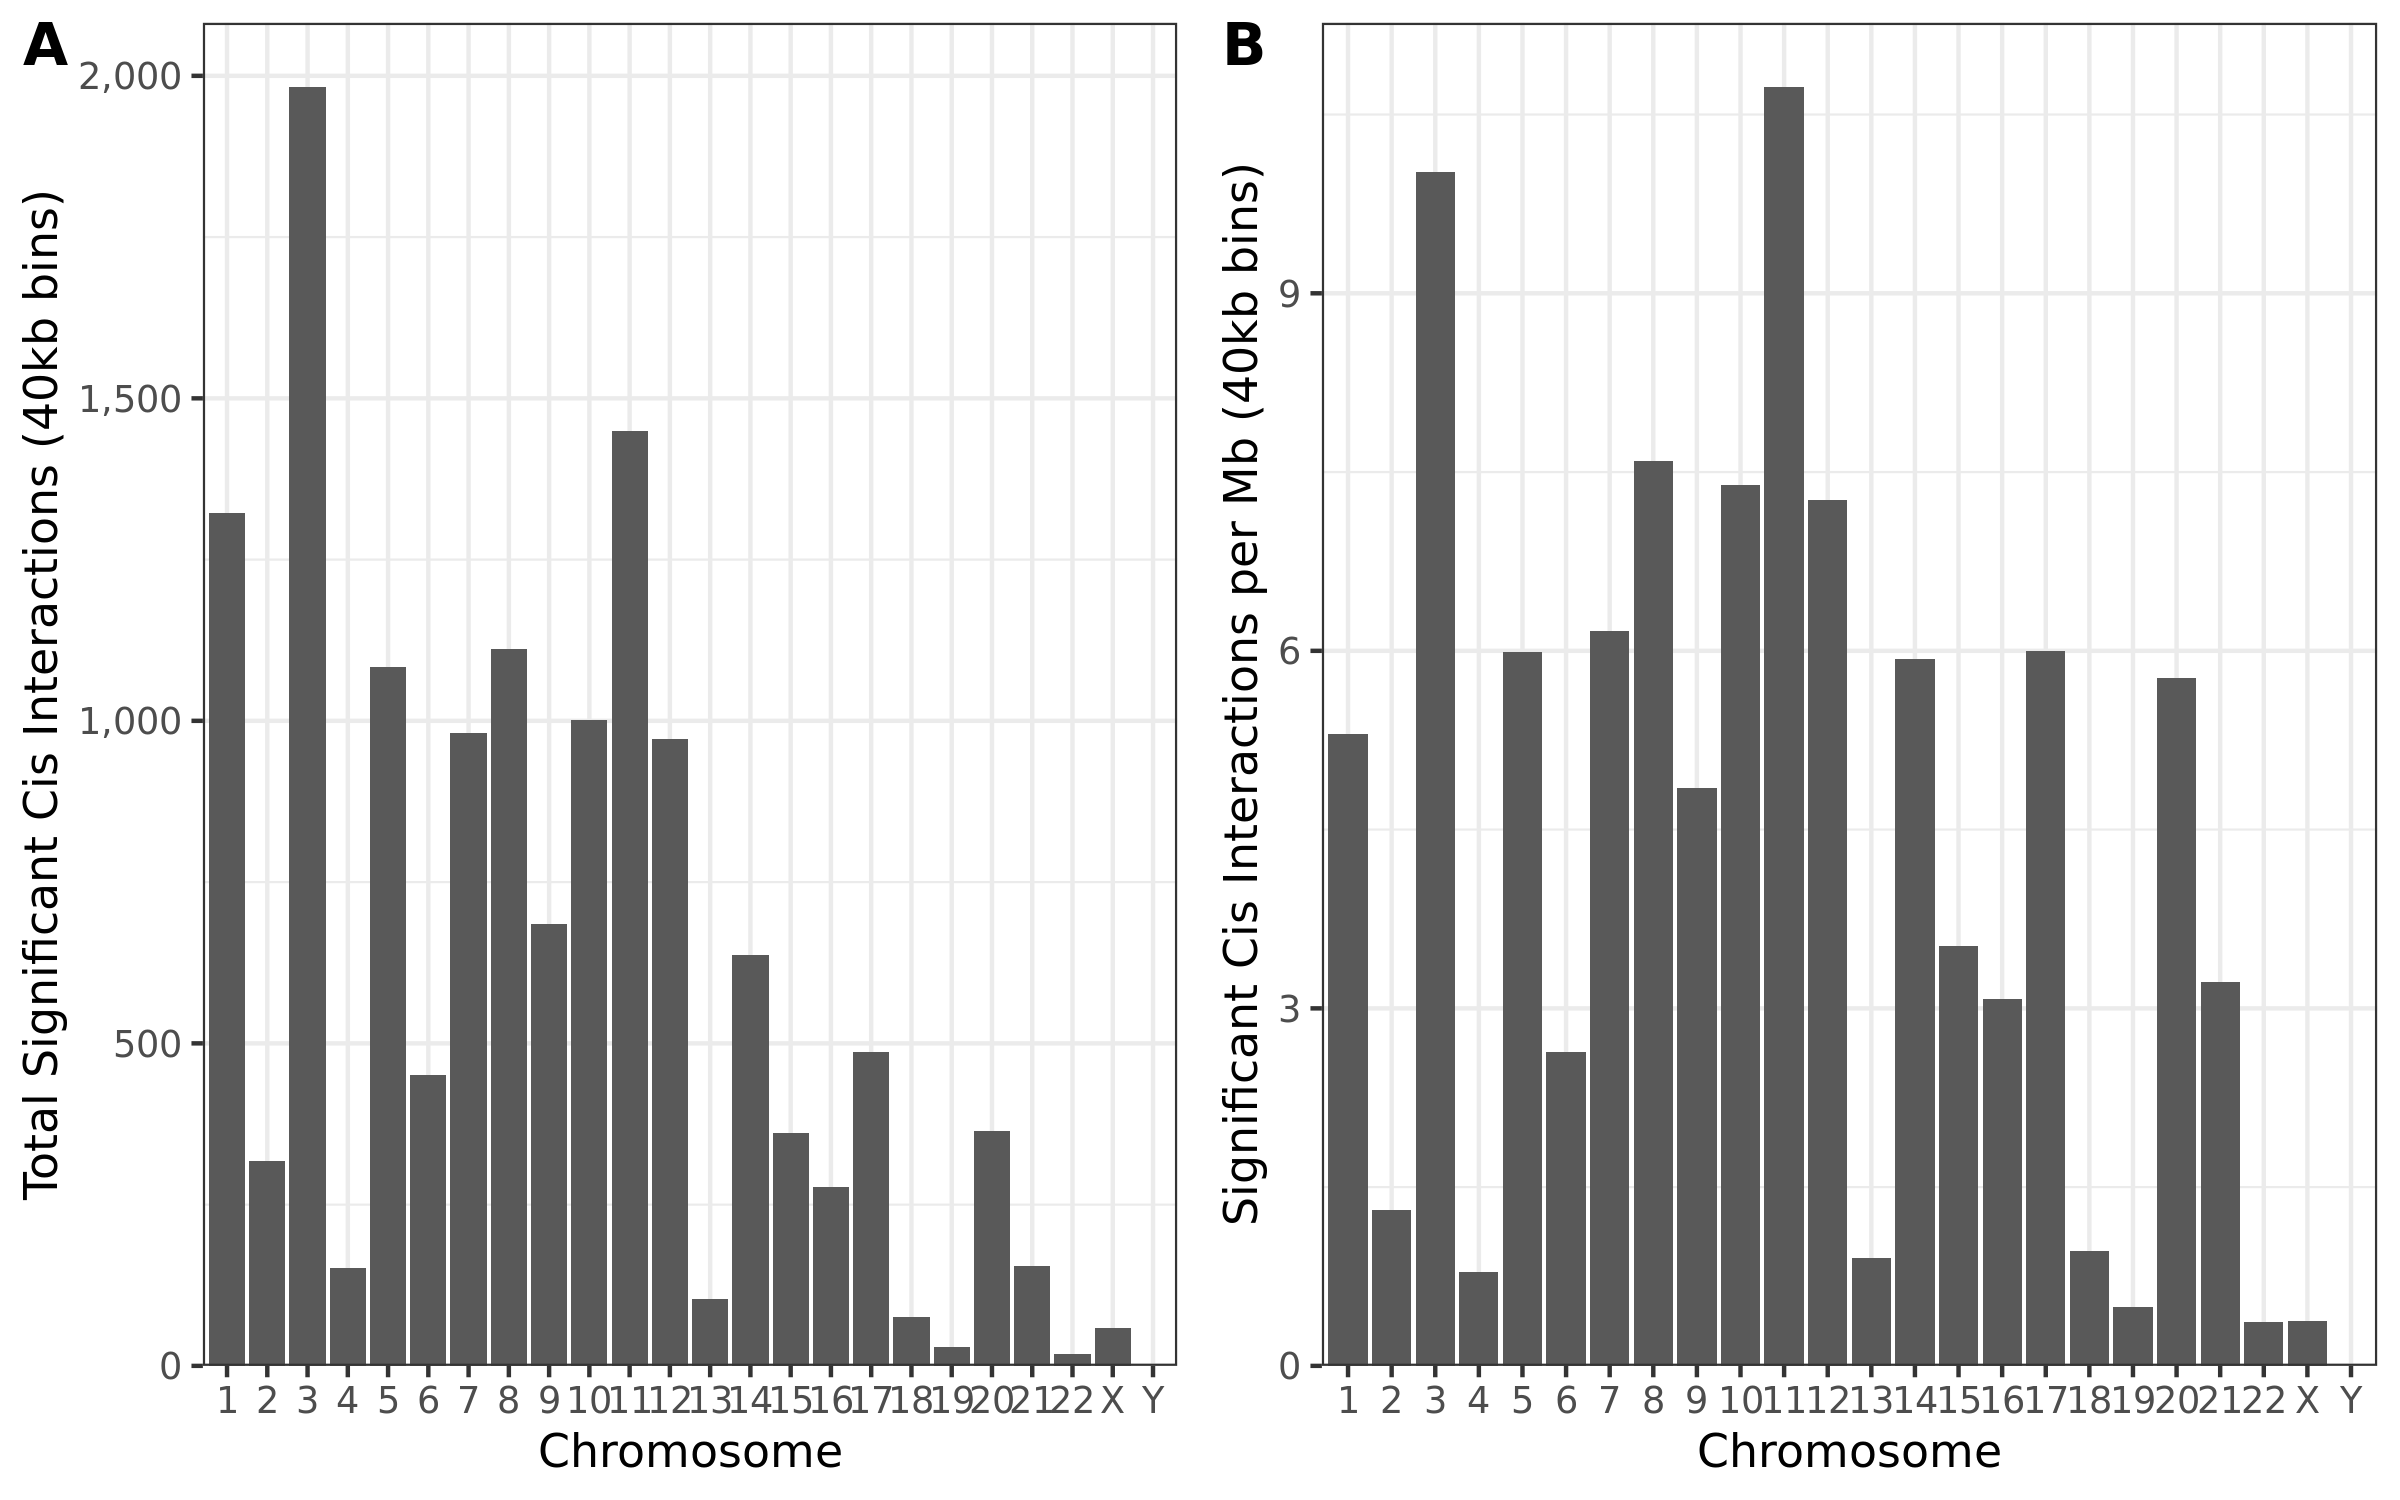 A
Total Significant Cis Interactions (40kb bins)
2,000
1,500
1,000
500
0
1 2 3 4 5 6 7 8 9 10 11 12 13 14 15 16 17 18 19 20 21 22 X Y
Chromosome
B
Significant Cis Interactions per Mb (40kb bins)
9
6
3
0
1 2 3 4 5 6 7 8 9 10 11 12 13 14 15 16 17 18 19 20 21 22 X Y
Chromosome